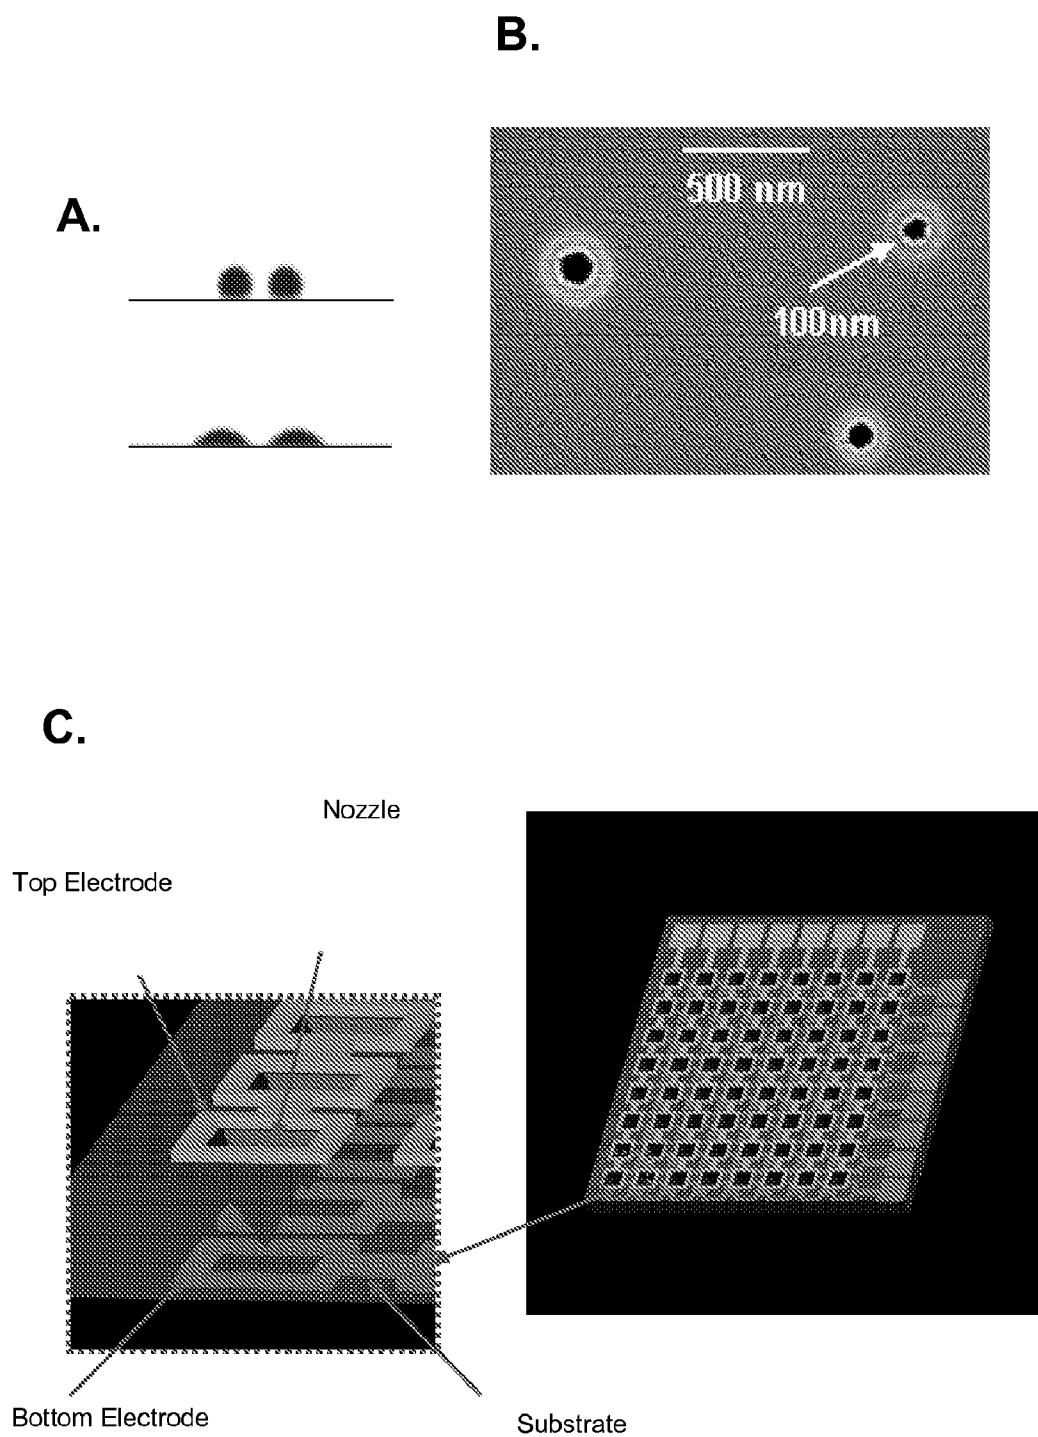 B.
500 nm
A.
100nm
C.
Nozzle
Top Electrode
Bottom Electrode
Substrate